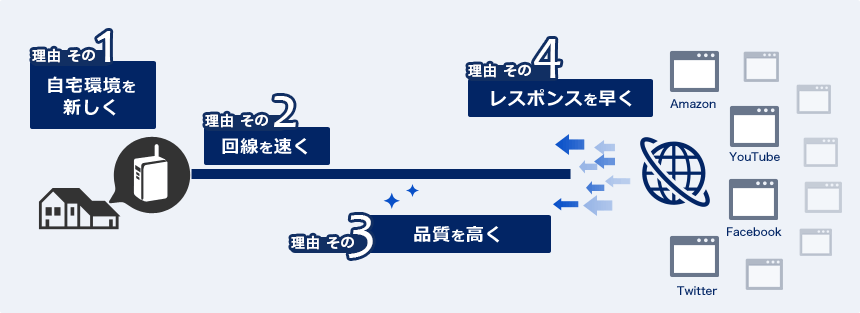 理由 その1
自宅環境を
新しく
理由 その2
回線を速く
理由 その3
品質を高く
理由 その4
レスポンスを早く
Amazon
YouTube
Facebook
Twitter